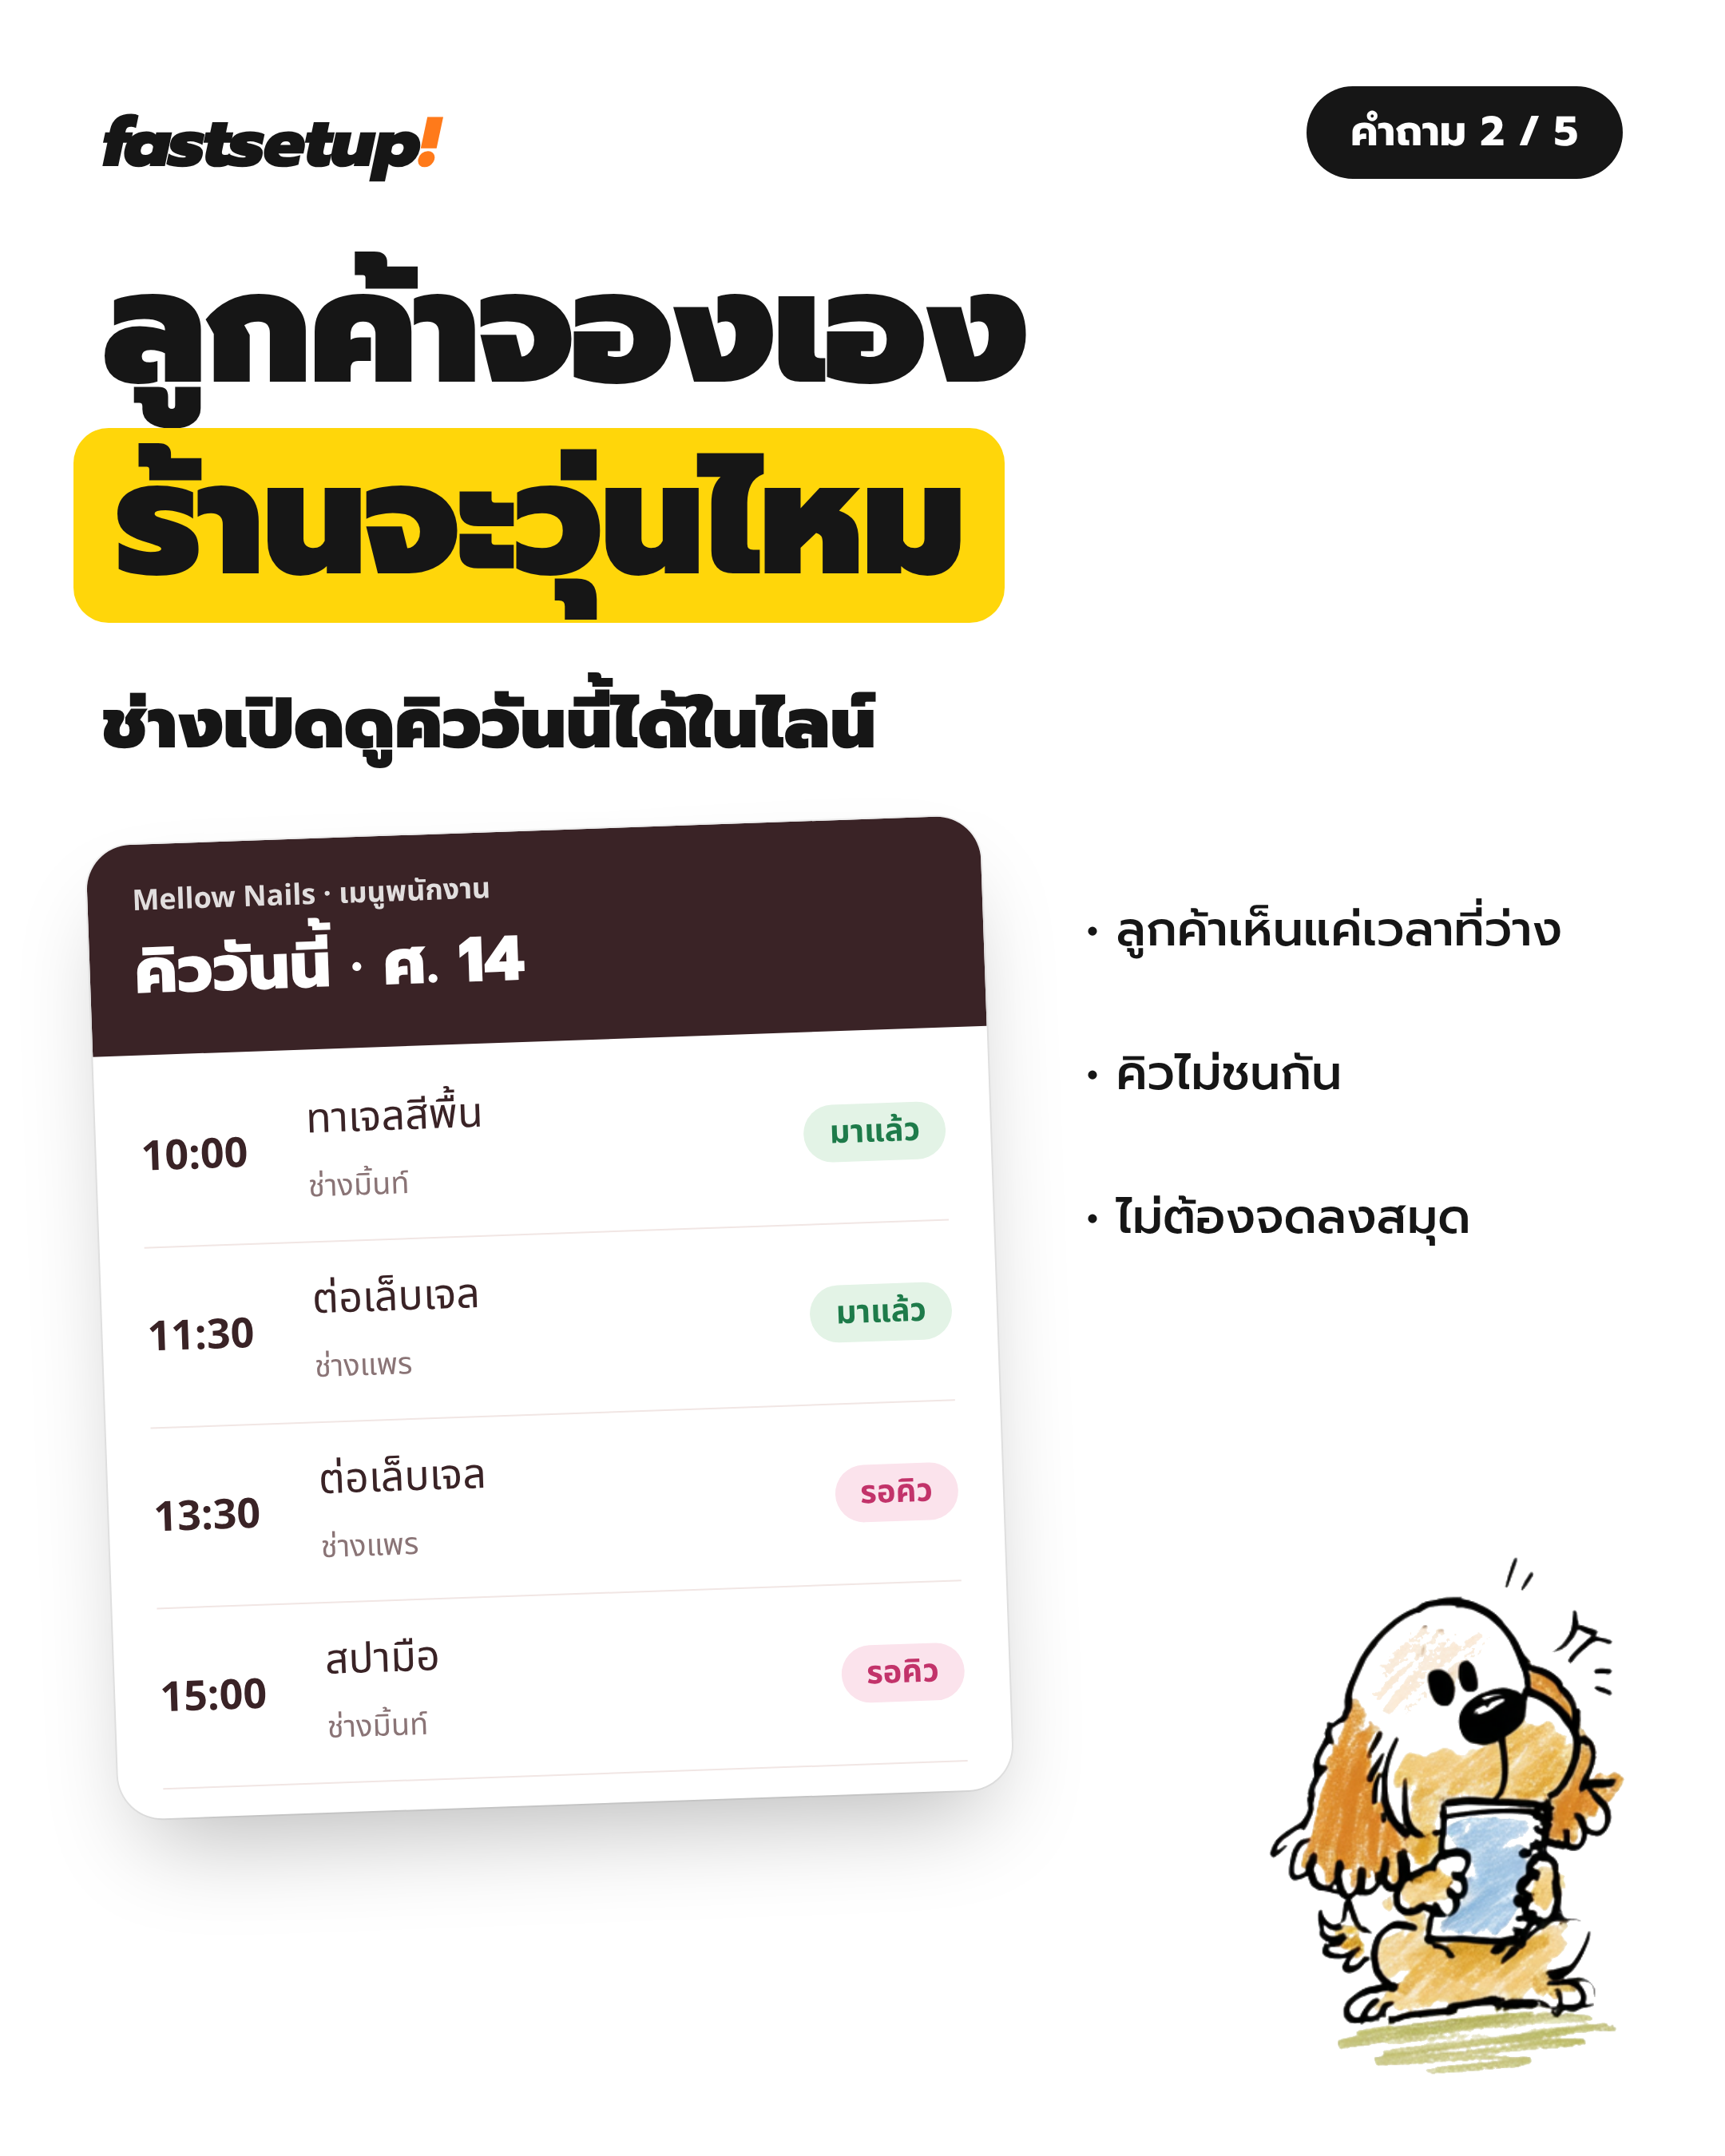 fastsetup!
คำถาม 2 / 5
ลูกค้าจองเอง
ร้านจะวุ่นไหม
ช่างเปิดดูคิววันนี้ได้ในไลน์
Mellow Nails · เมนูพนักงาน
คิววันนี้ · ศ. 14
10:00
ทาเจลสีพื้น
ช่างมิ้นท์
มาแล้ว
11:30
ต่อเล็บเจล
ช่างแพร
มาแล้ว
13:30
ต่อเล็บเจล
ช่างแพร
รอคิว
15:00
สปามือ
ช่างมิ้นท์
รอคิว
· ลูกค้าเห็นแค่เวลาที่ว่าง
· คิวไม่ชนกัน
· ไม่ต้องจดลงสมุด